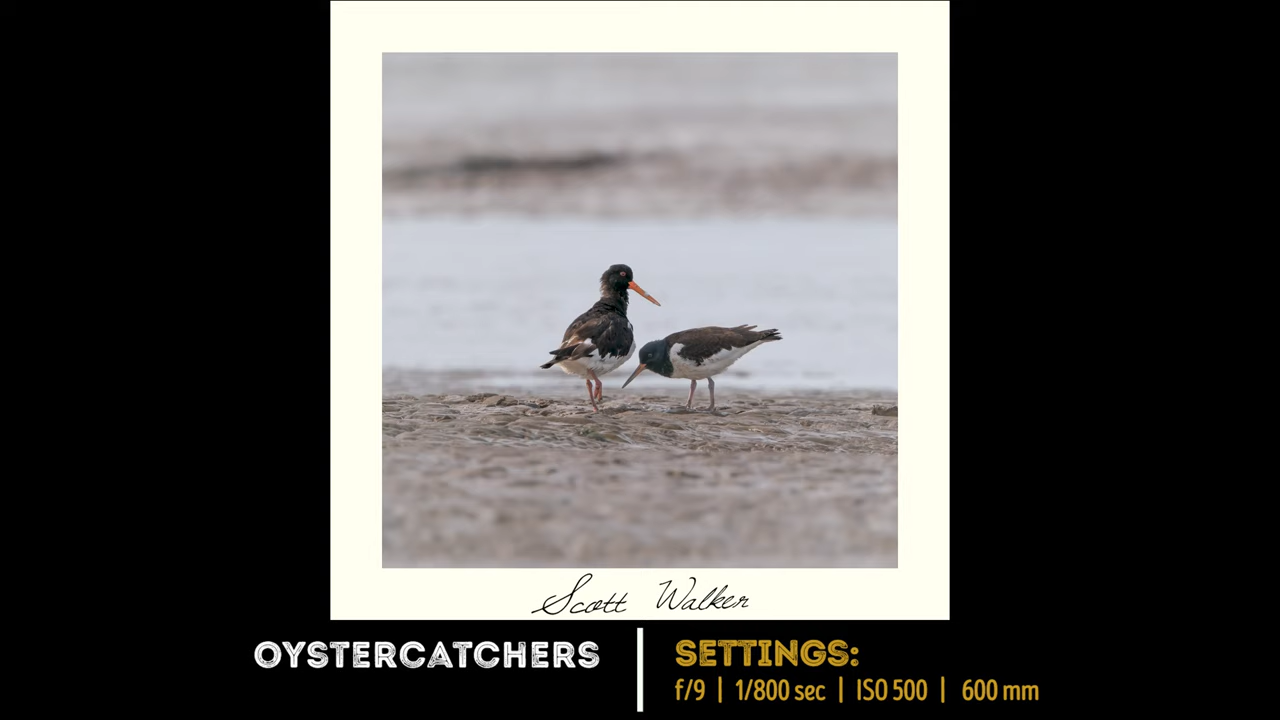 Scott Walker
OYSTERCATCHERS
SETTINGS:
f/9 | 1/800 sec | ISO 500 | 600 mm